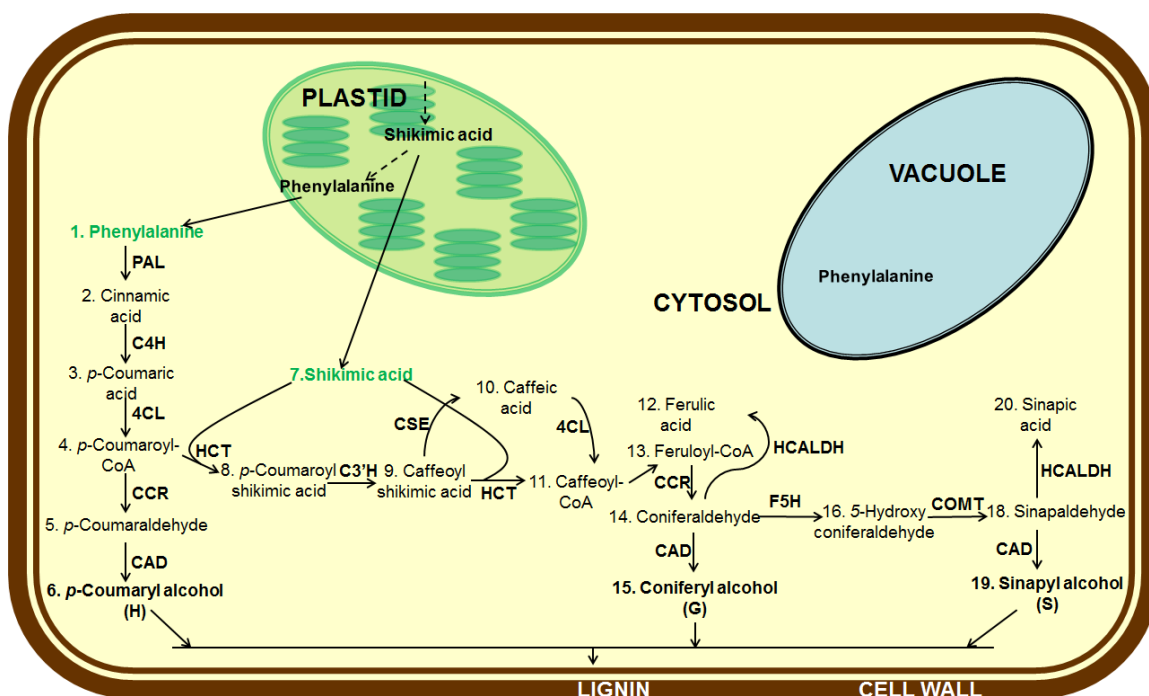 PLASTID
Shikimic acid
Phenylalanine
VACUOLE
Phenylalanine
CYTOSOL
1. Phenylalanine
PAL
2. Cinnamic
acid
C4H
3. p-Coumaric
acid
4CL
4. p-Coumaroyl-
CoA
CCR
5. p-Coumaraldehyde
CAD
6. p-Coumaryl alcohol
(H)
7.Shikimic acid
HCT
8. p-Coumaroyl
shikimic acid
C3'H
9. Caffeoyl
shikimic acid
CSE
10. Caffeic
acid
4CL
HCT
11. Caffeoyl-
CoA
12. Ferulic
acid
13. Feruloyl-CoA
HCALDH
CCR
14. Coniferaldehyde
CAD
15. Coniferyl alcohol
(G)
F5H
16. 5-Hydroxy
coniferaldehyde
COMT
18. Sinapaldehyde
HCALDH
20. Sinapic
acid
CAD
19. Sinapyl alcohol
(S)
LIGNIN
CELL WALL